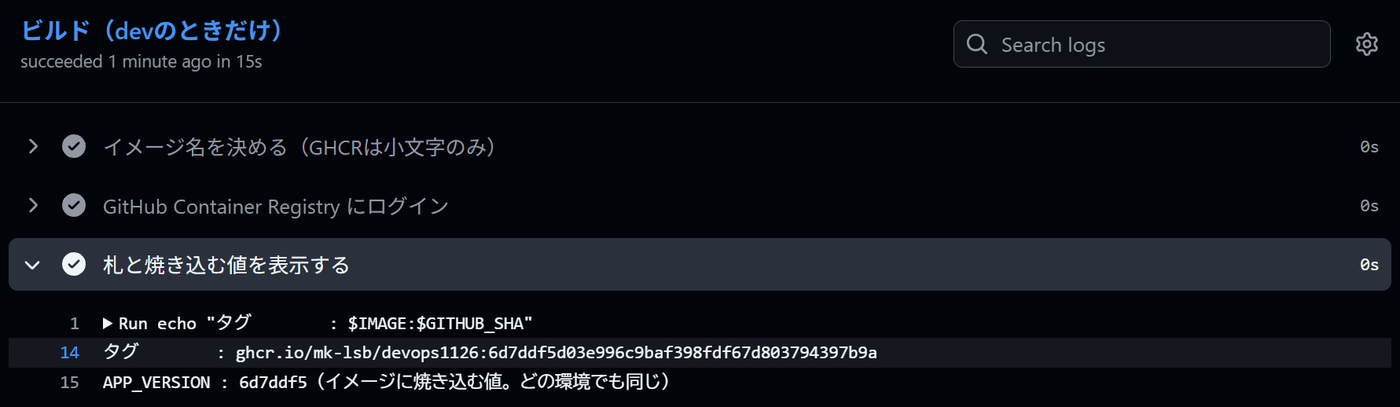 ビルド（devのときだけ）
succeeded 1 minute ago in 15s
Search logs
イメージ名を決める（GHCRは小文字のみ） 0s
GitHub Container Registry にログイン 0s
札と焼き込む値を表示する 0s
1 Run echo "タグ : $IMAGE:$GITHUB_SHA"
14 タグ : ghcr.io/mk-lsb/devops1126:6d7ddf5d03e996c9baf398fdf67d803794397b9a
15 APP_VERSION : 6d7ddf5（イメージに焼き込む値。どの環境でも同じ）